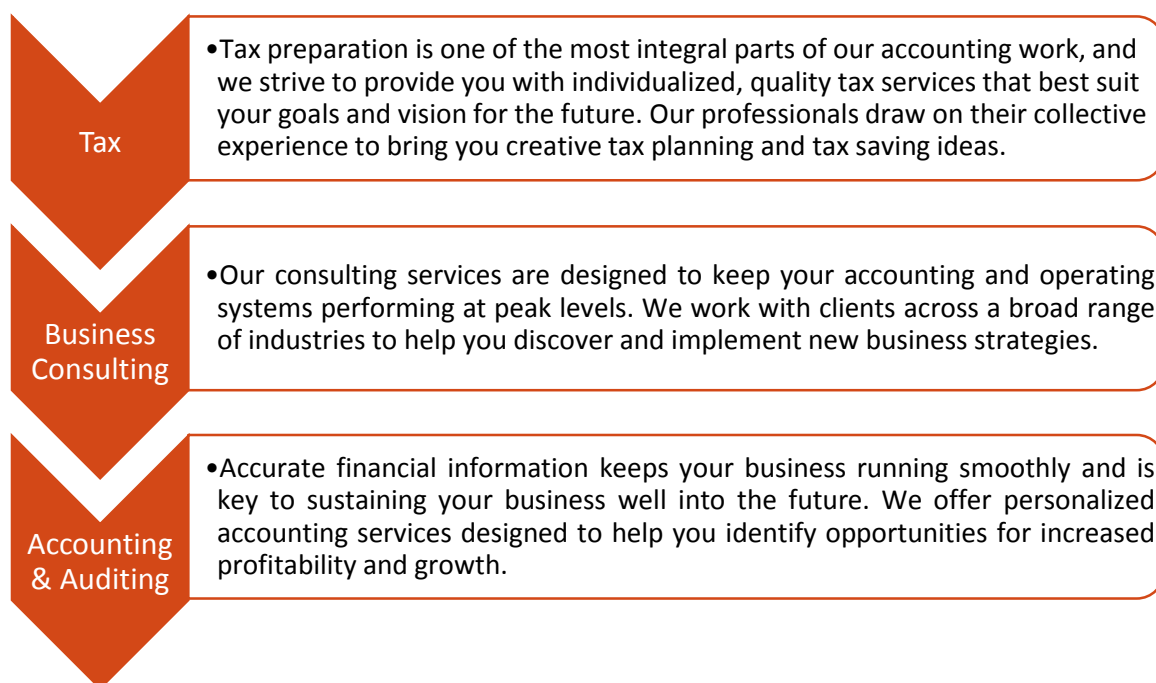 Tax
•Tax preparation is one of the most integral parts of our accounting work, and
we strive to provide you with individualized, quality tax services that best suit
your goals and vision for the future. Our professionals draw on their collective
experience to bring you creative tax planning and tax saving ideas.
Business
Consulting
•Our consulting services are designed to keep your accounting and operating
systems performing at peak levels. We work with clients across a broad range
of industries to help you discover and implement new business strategies.
Accounting
& Auditing
•Accurate financial information keeps your business running smoothly and is
key to sustaining your business well into the future. We offer personalized
accounting services designed to help you identify opportunities for increased
profitability and growth.